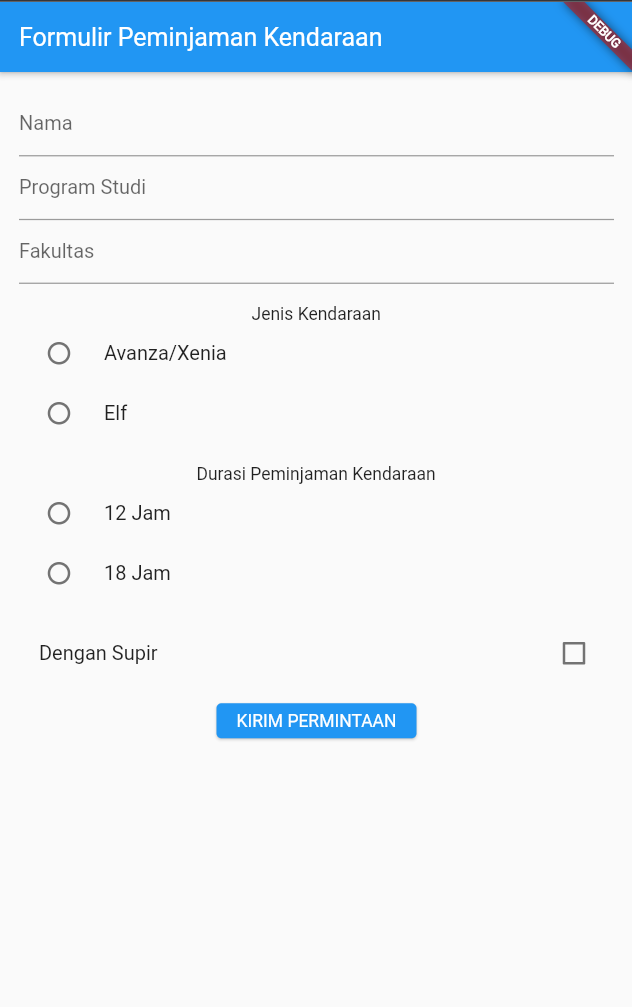 Formulir Peminjaman Kendaraan
DEBUG
Nama
Program Studi
Fakultas
Jenis Kendaraan
Avanza/Xenia
Elf
Durasi Peminjaman Kendaraan
12 Jam
18 Jam
Dengan Supir
KIRIM PERMINTAAN